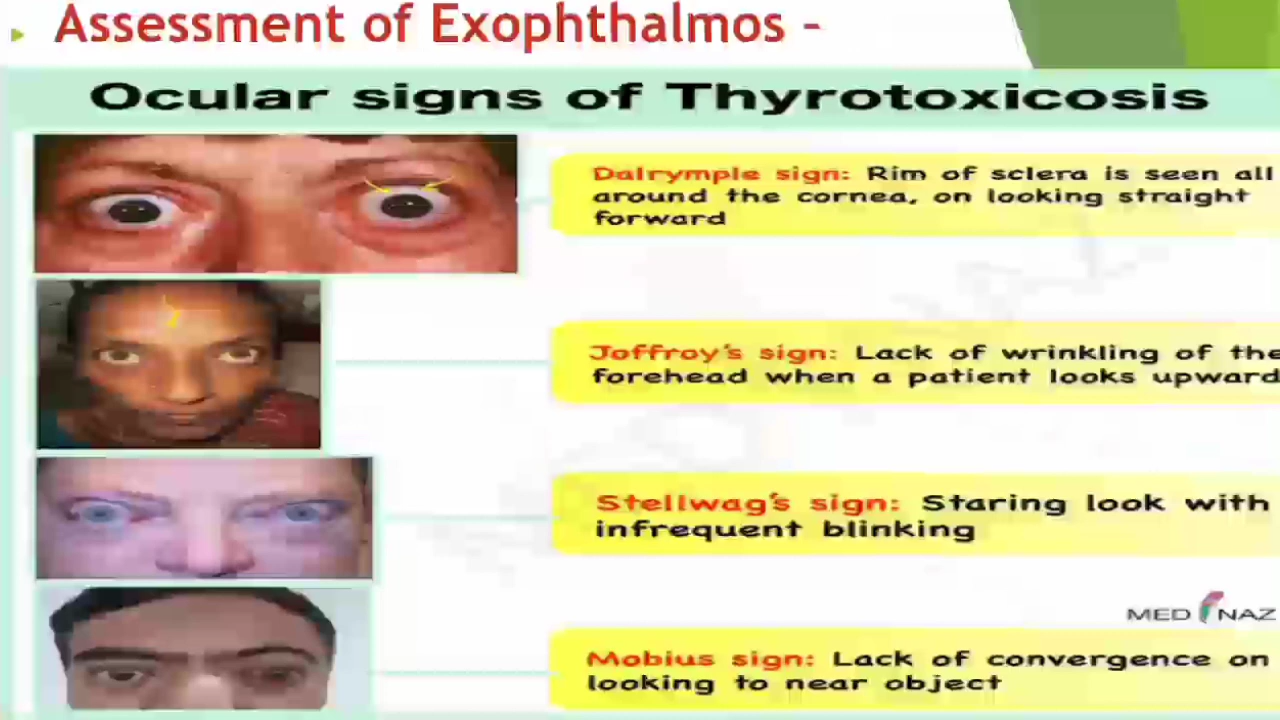 Assessment of Exophthalmos -
Ocular signs of Thyrotoxicosis
Dalrymple sign: Rim of sclera is seen all
around the cornea, on looking straight
forward
Joffroy's sign: Lack of wrinkling of the
forehead when a patient looks upward
Stellwag's sign: Staring look with
infrequent blinking
MED NAZ
Mobius sign: Lack of convergence on
looking to near object